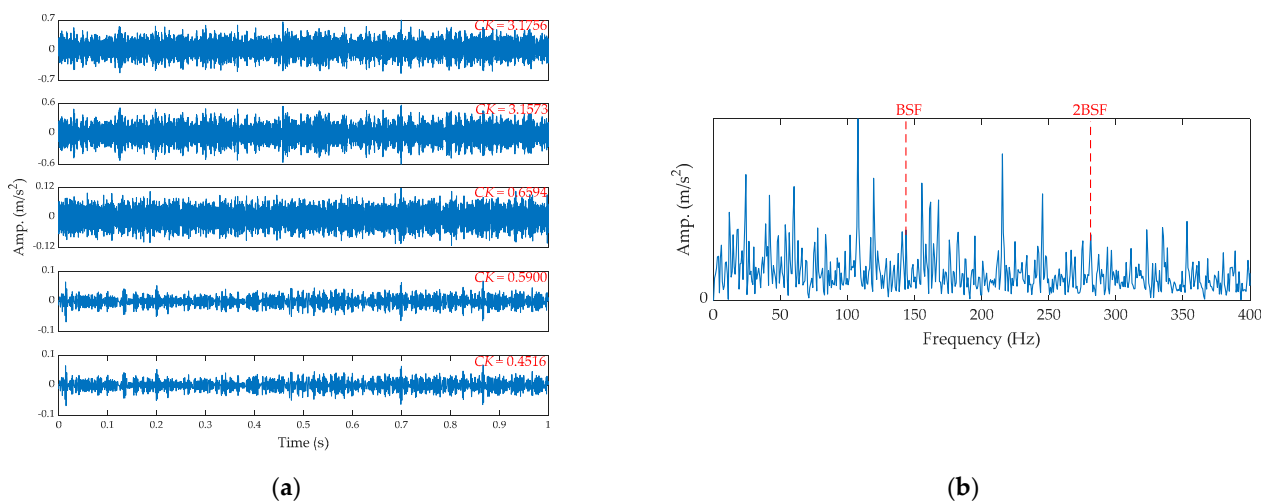 Amp. (m/s²)
0.7
0
-0.7
CK = 3.1756
0.6
0
-0.6
CK = 3.1573
0.12
0
-0.12
CK = 0.6594
0.1
0
-0.1
CK = 0.5900
0.1
0
-0.1
CK = 0.4516
0 0.1 0.2 0.3 0.4 0.5 0.6 0.7 0.8 0.9 1
Time (s)
(a)
BSF 2BSF
Amp. (m/s²)
0
0 50 100 150 200 250 300 350 400
Frequency (Hz)
(b)